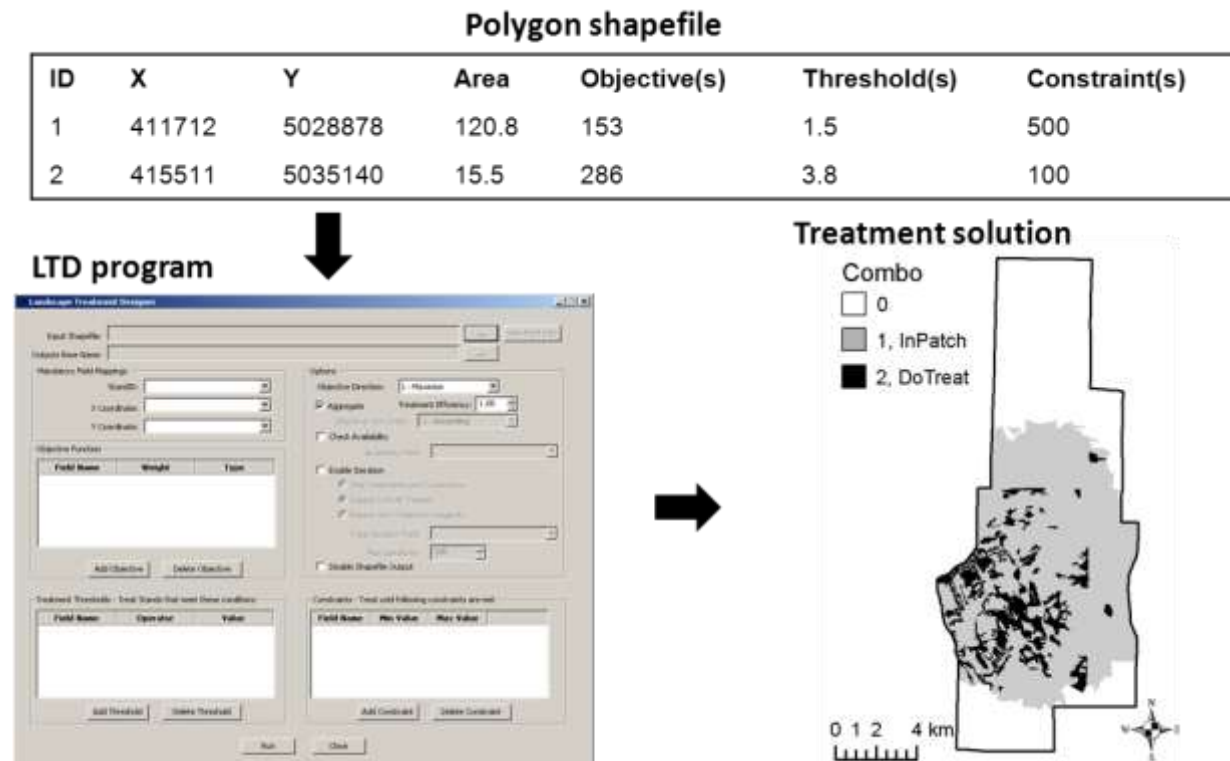 Polygon shapefile
ID X Y Area Objective(s) Threshold(s) Constraint(s)
1 411712 5028878 120.8 153 1.5 500
2 415511 5035140 15.5 286 3.8 100
LTD program
Landscape Treatment Designer
Input Shapefile:
Outputs Base Name:
Mandatory Field Mappings
StandID:
X Coordinate:
Y Coordinate:
Objective Function
Field Name Weight Type
Add Objective Delete Objective
Options
Objective Direction: 1 - Maximize
Aggregate Treatment Efficiency: 1.00
Check Availability
Enable Iteration
Disable Shapefile Output
Treatment Thresholds - Treat Stands that meet these conditions
Field Name Operator Value
Add Threshold Delete Threshold
Constraints - Treat until following constraints are met
Field Name Min Value Max Value
Add Constraint Delete Constraint
Run Close
Treatment solution
Combo
0
1, InPatch
2, DoTreat
0 1 2 4 km
N
W E
S